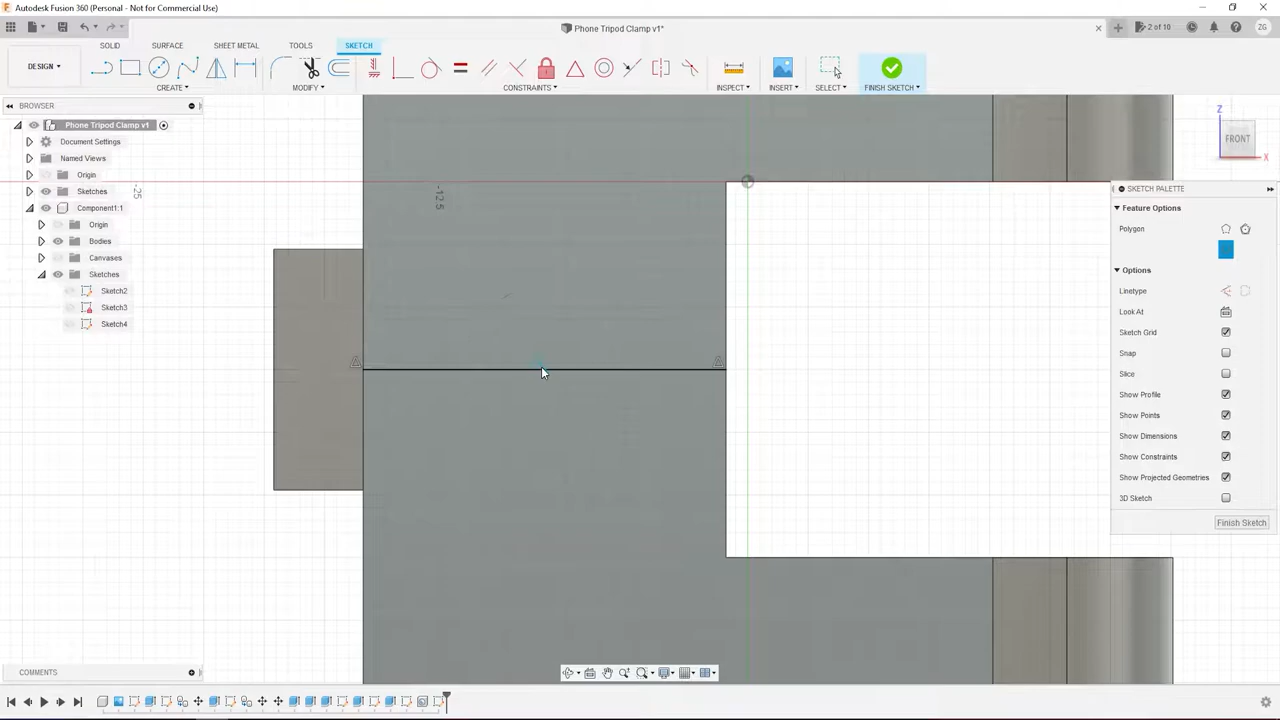 Autodesk Fusion 360 (Personal - Not for Commercial Use)
Phone Tripod Clamp v1*
2 of 10
ZG
DESIGN
SOLID
SURFACE
SHEET METAL
TOOLS
SKETCH
CREATE
MODIFY
CONSTRAINTS
INSPECT
INSERT
SELECT
FINISH SKETCH
BROWSER
Phone Tripod Clamp v1
Document Settings
Named Views
Origin
Sketches
Component1:1
Origin
Bodies
Canvases
Sketches
Sketch2
Sketch3
Sketch4
-25
-12.5
Z
FRONT
X
SKETCH PALETTE
Feature Options
Polygon
Options
Linetype
Look At
Sketch Grid
Snap
Slice
Show Profile
Show Points
Show Dimensions
Show Constraints
Show Projected Geometries
3D Sketch
Finish Sketch
COMMENTS